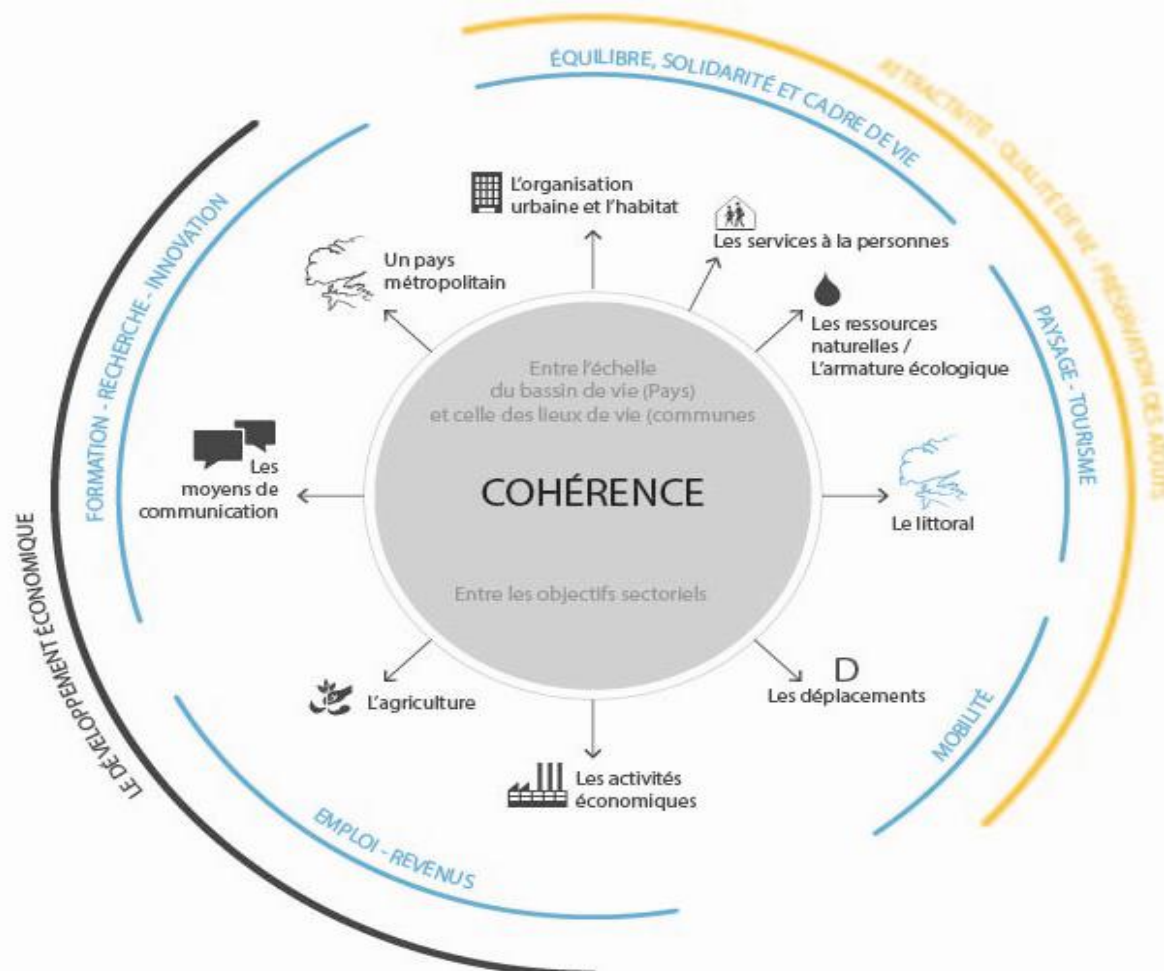 ÉQUILIBRE, SOLIDARITÉ ET CADRE DE VIE
ATTRACTIVITÉ - QUALITÉ DE VIE - PRÉSERVATION DES ATOUTS
L'organisation
urbaine et l'habitat
Les services à la personnes
Un pays
métropolitain
Les ressources
naturelles /
L'armature écologique
PAYSAGE - TOURISME
FORMATION - RECHERCHE - INNOVATION
Entre l'échelle
du bassin de vie (Pays)
et celle des lieux de vie (communes
Les
moyens de
communication
COHÉRENCE
Le littoral
Entre les objectifs sectoriels
LE DÉVELOPPEMENT ÉCONOMIQUE
L'agriculture
D
Les déplacements
MOBILITÉ
Les activités
économiques
EMPLOI - REVENUS